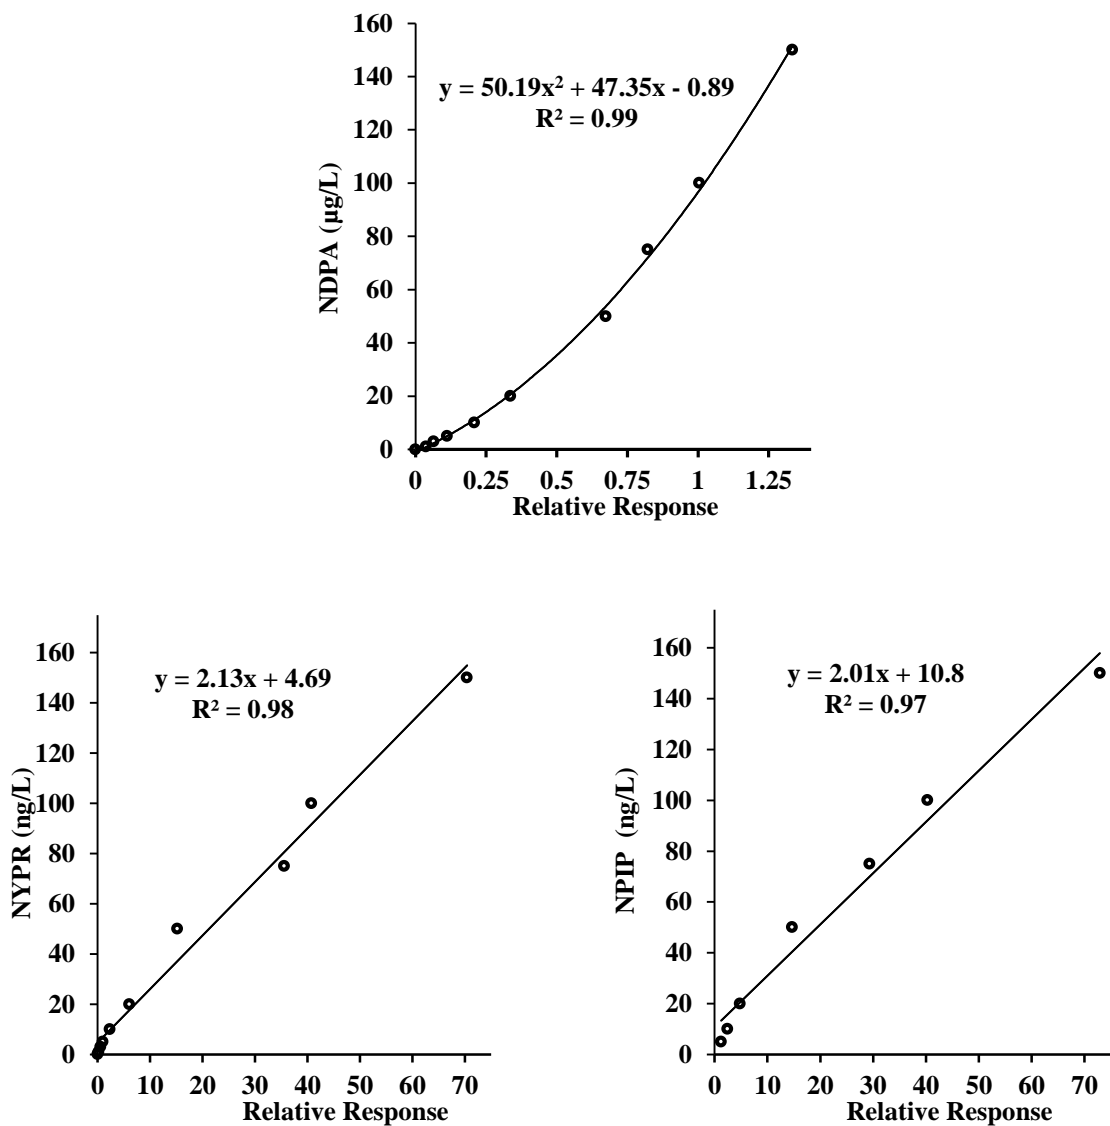 160
140
y = 50.19x² + 47.35x - 0.89
120
R² = 0.99
100
80
60
40
20
0
NDPA (µg/L)
0 0.25 0.5 0.75 1 1.25
Relative Response
160
140
y = 2.13x + 4.69
R² = 0.98
120
100
80
60
40
20
0
NYPR (ng/L)
0 10 20 30 40 50 60 70
Relative Response
160
140
y = 2.01x + 10.8
R² = 0.97
120
100
80
60
40
20
0
NPIP (ng/L)
0 10 20 30 40 50 60 70
Relative Response